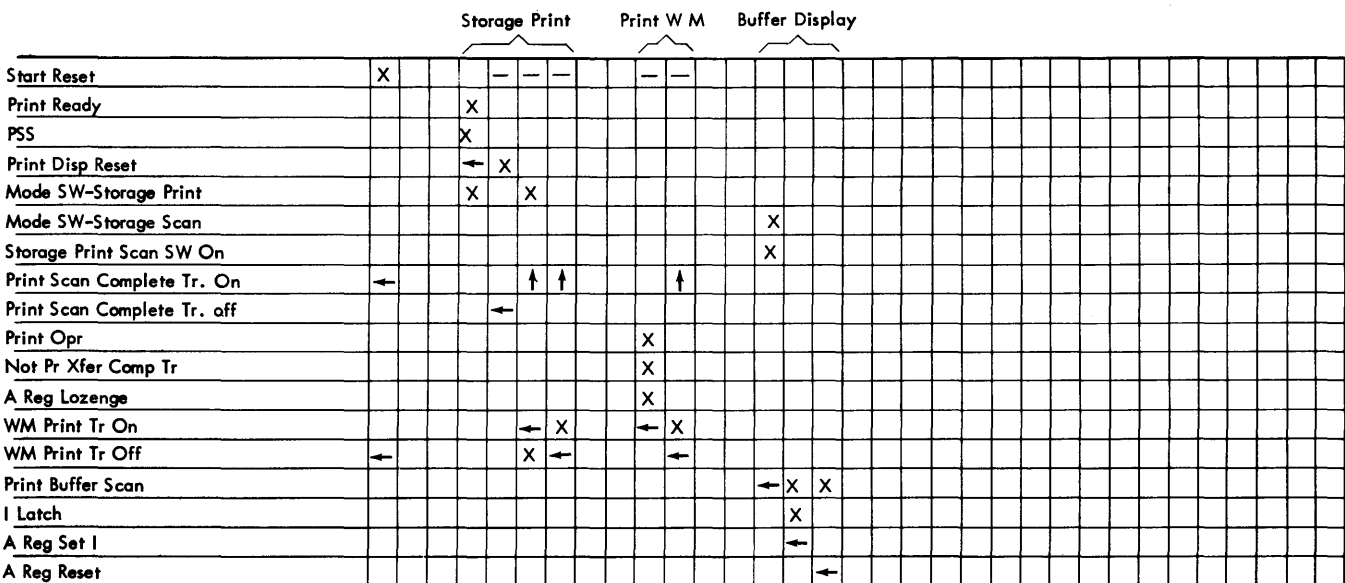 Storage Print Print W M Buffer Display
Start Reset X — — — — —
Print Ready X
PSS X
Print Disp Reset ← X
Mode SW-Storage Print X X
Mode SW-Storage Scan X
Storage Print Scan SW On X
Print Scan Complete Tr. On ← ↑ ↑ ↑
Print Scan Complete Tr. off ←
Print Opr X
Not Pr Xfer Comp Tr X
A Reg Lozenge X
WM Print Tr On ← X ← X
WM Print Tr Off ← X ← ←
Print Buffer Scan ← X X
I Latch X
A Reg Set I ←
A Reg Reset ←